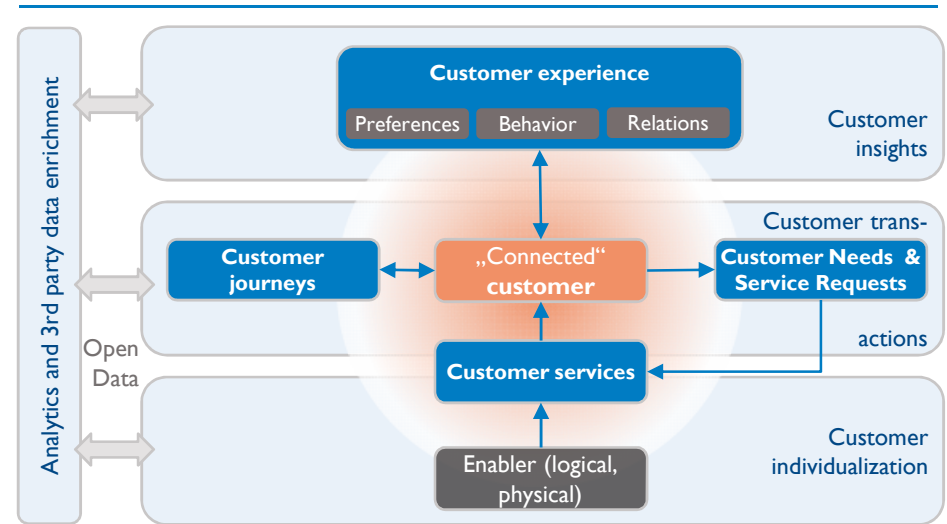 Analytics and 3rd party data enrichment
Customer experience
Preferences
Behavior
Relations
Customer
insights
Customer trans-
Customer
journeys
„Connected“
customer
Customer Needs &
Service Requests
actions
Open
Data
Customer services
Customer
individualization
Enabler (logical,
physical)